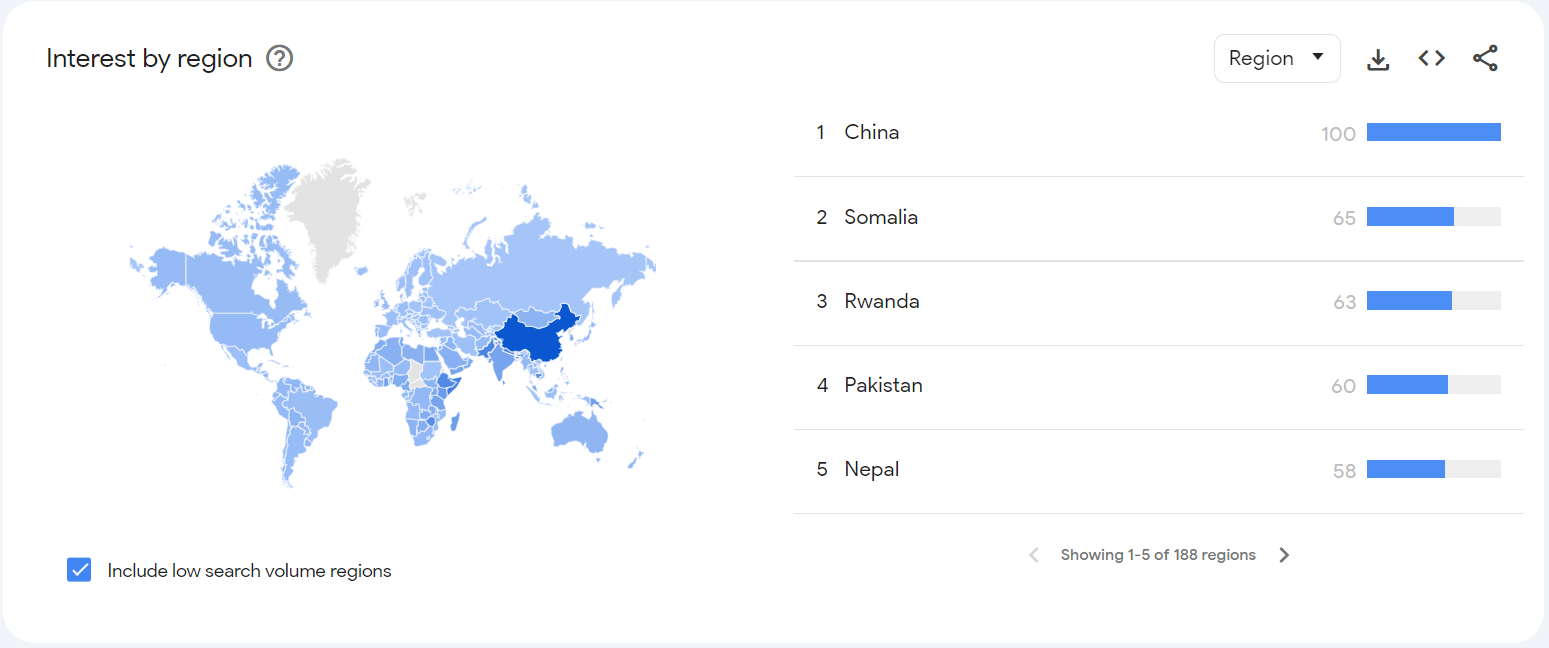 Interest by region
Region
1 China 100
2 Somalia 65
3 Rwanda 63
4 Pakistan 60
5 Nepal 58
Showing 1-5 of 188 regions
Include low search volume regions